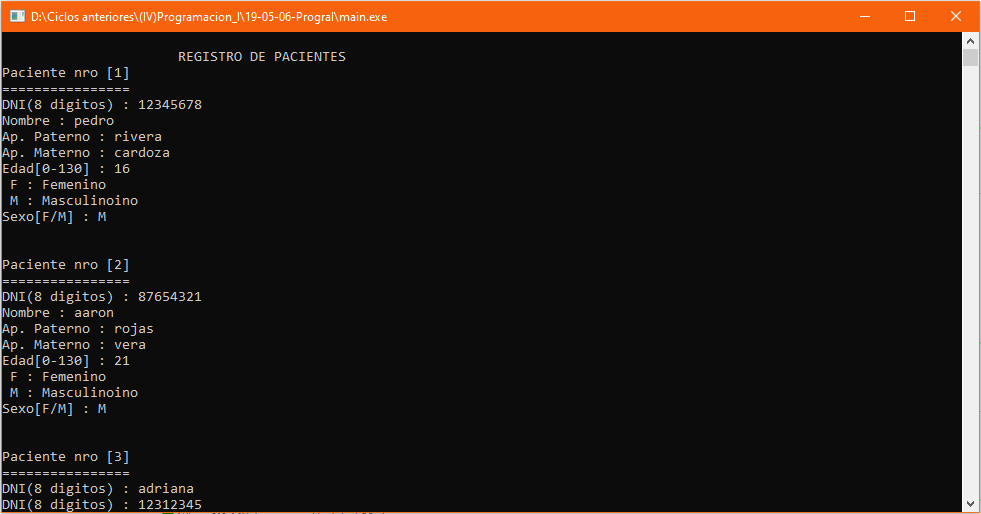 D:\Ciclos anteriores\(IV)Programacion_I\19-05-06-PrograI\main.exe
REGISTRO DE PACIENTES
Paciente nro [1]
================
DNI(8 digitos) : 12345678
Nombre : pedro
Ap. Paterno : rivera
Ap. Materno : cardoza
Edad[0-130] : 16
F : Femenino
M : Masculinoino
Sexo[F/M] : M
Paciente nro [2]
================
DNI(8 digitos) : 87654321
Nombre : aaron
Ap. Paterno : rojas
Ap. Materno : vera
Edad[0-130] : 21
F : Femenino
M : Masculinoino
Sexo[F/M] : M
Paciente nro [3]
================
DNI(8 digitos) : adriana
DNI(8 digitos) : 12312345